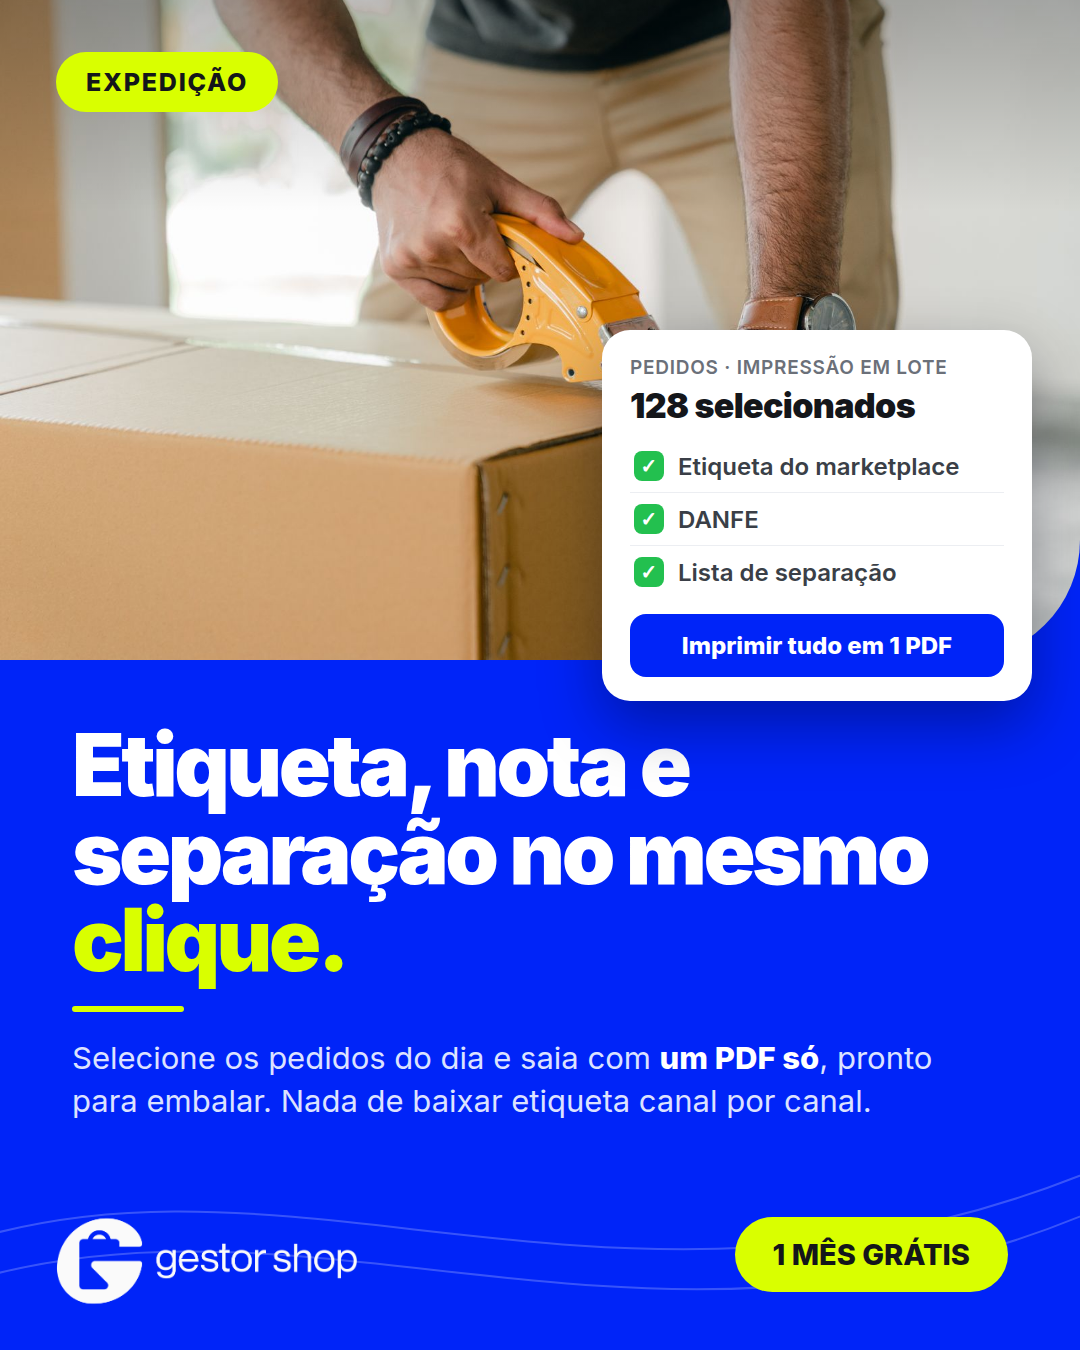 EXPEDIÇÃO
PEDIDOS · IMPRESSÃO EM LOTE
128 selecionados
✓ Etiqueta do marketplace
✓ DANFE
✓ Lista de separação
Imprimir tudo em 1 PDF
Etiqueta, nota e
separação no mesmo
clique.
Selecione os pedidos do dia e saia com um PDF só, pronto
para embalar. Nada de baixar etiqueta canal por canal.
gestor shop
1 MÊS GRÁTIS